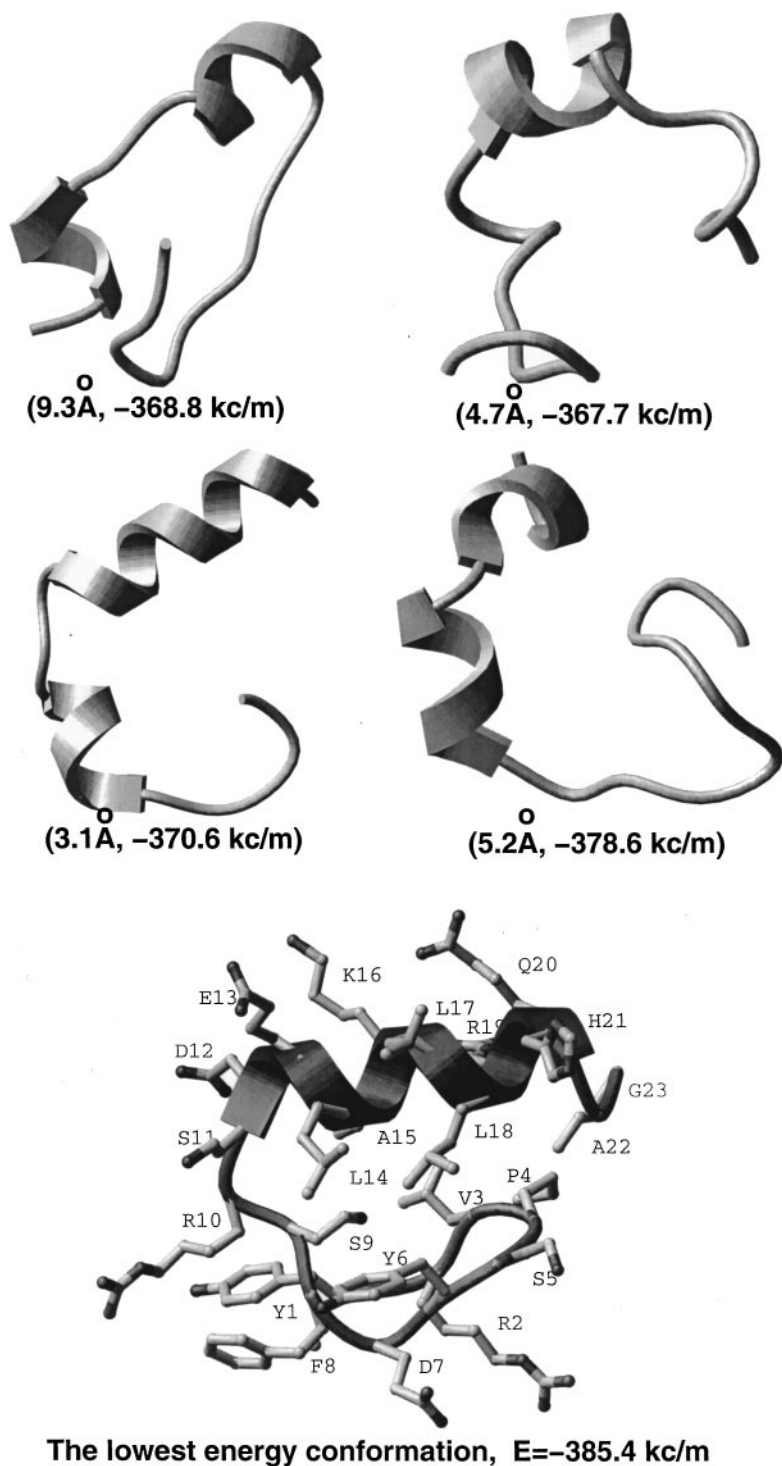 (9.3Å, −368.8 kc/m)
(4.7Å, −367.7 kc/m)
(3.1Å, −370.6 kc/m)
(5.2Å, −378.6 kc/m)
Q20
K16
E13
L17
R19
H21
D12
G23
S11
A15
L18
A22
L14
P4
V3
R10
S9
Y6
S5
Y1
R2
F8
D7
The lowest energy conformation, E=−385.4 kc/m